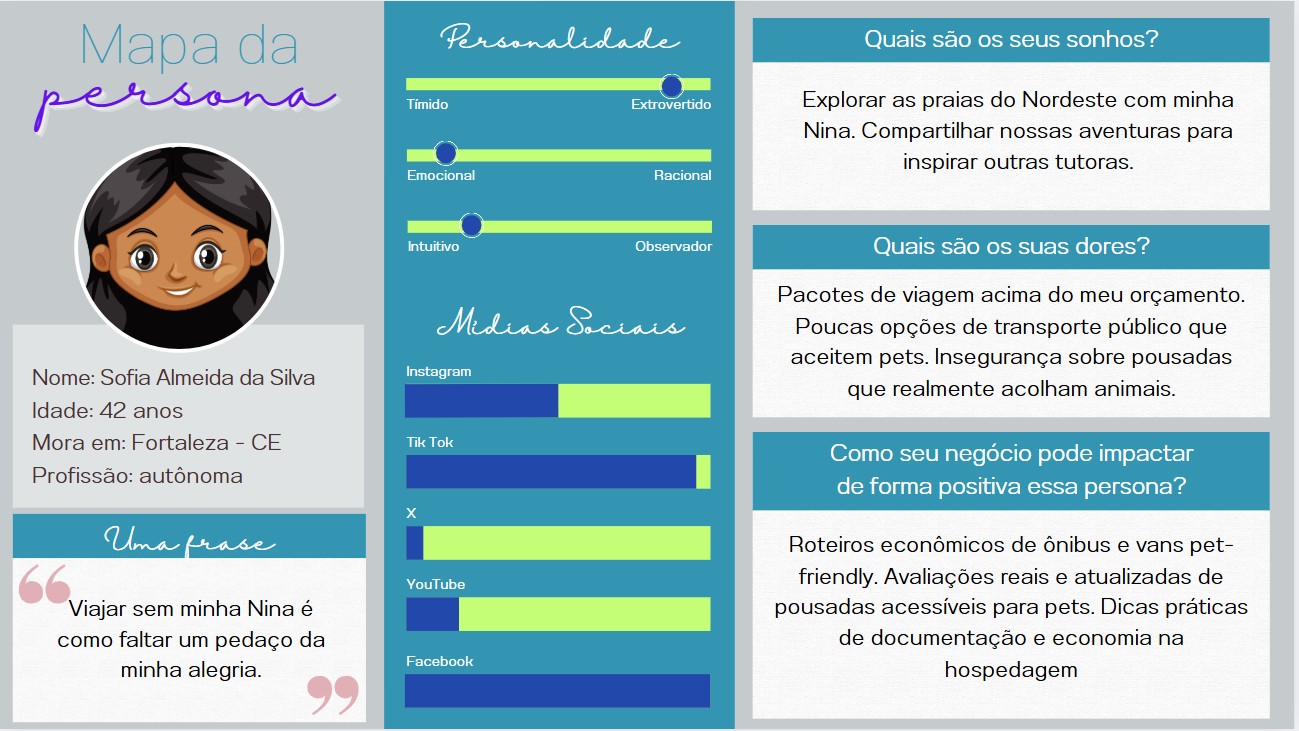 Mapa da
persona
Nome: Sofia Almeida da Silva
Idade: 42 anos
Mora em: Fortaleza - CE
Profissão: autônoma
Uma frase
Viajar sem minha Nina é
como faltar um pedaço da
minha alegria.
Personalidade
Tímido Extrovertido
Emocional Racional
Intuitivo Observador
Mídias Sociais
Instagram
Tik Tok
X
YouTube
Facebook
Quais são os seus sonhos?
Explorar as praias do Nordeste com minha
Nina. Compartilhar nossas aventuras para
inspirar outras tutoras.
Quais são os suas dores?
Pacotes de viagem acima do meu orçamento.
Poucas opções de transporte público que
aceitem pets. Insegurança sobre pousadas
que realmente acolham animais.
Como seu negócio pode impactar
de forma positiva essa persona?
Roteiros econômicos de ônibus e vans pet-
friendly. Avaliações reais e atualizadas de
pousadas acessíveis para pets. Dicas práticas
de documentação e economia na
hospedagem